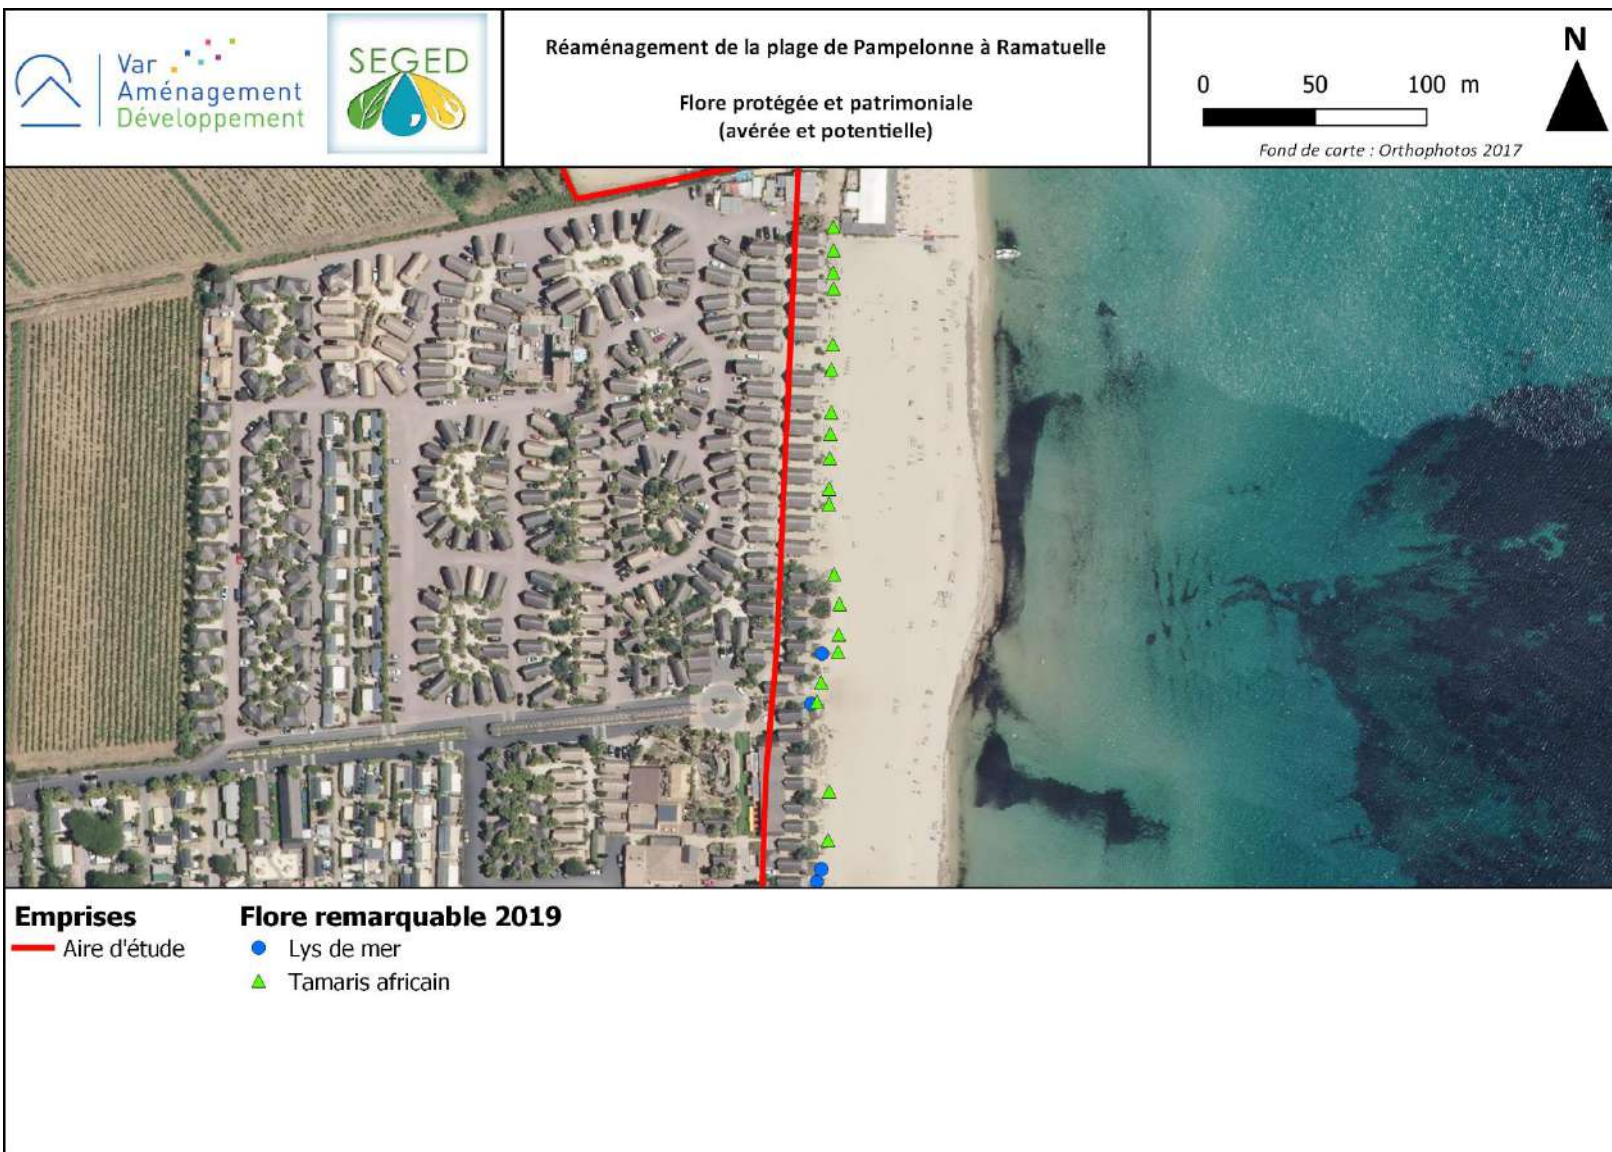 Var
Aménagement
Développement
SEGED
Réaménagement de la plage de Pampelonne à Ramatuelle
Flore protégée et patrimoniale
(avérée et potentielle)
0 50 100 m
N
Fond de carte : Orthophotos 2017
Emprises
Aire d'étude
Flore remarquable 2019
Lys de mer
Tamaris africain